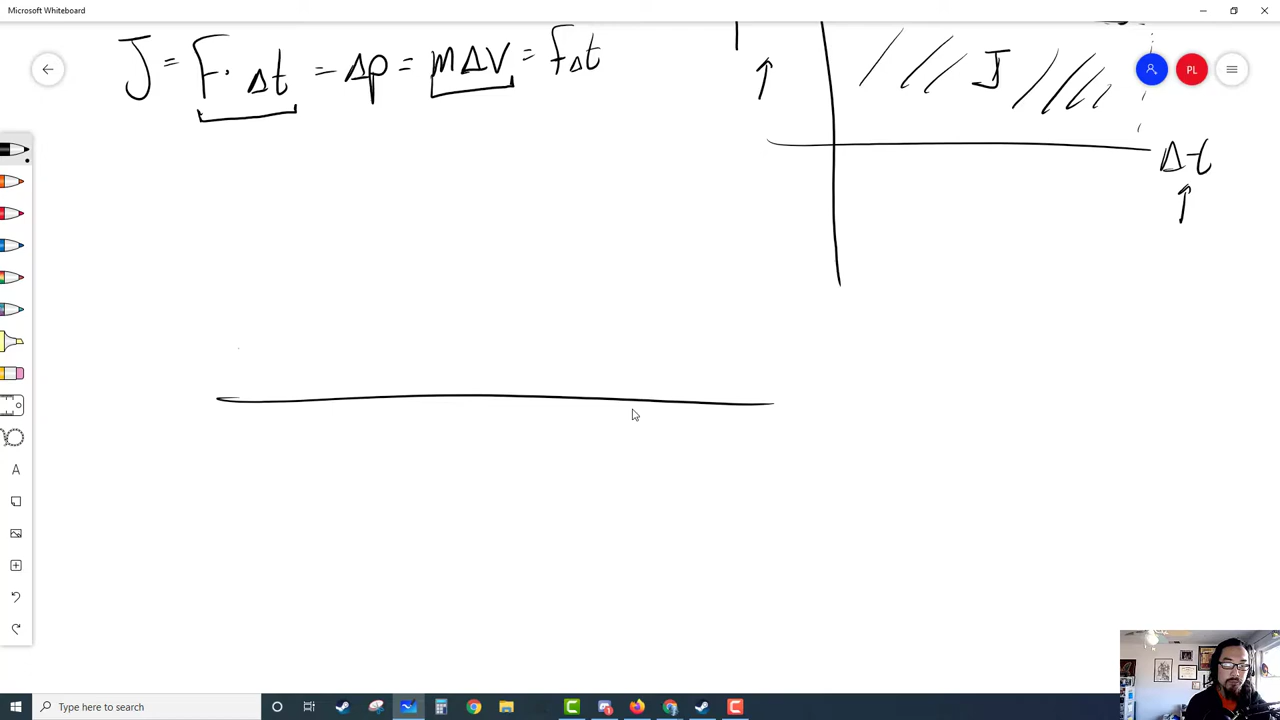 Microsoft Whiteboard
J = F · Δt = Δp = mΔV = FΔt
J
PL
Δt
A
Type here to search